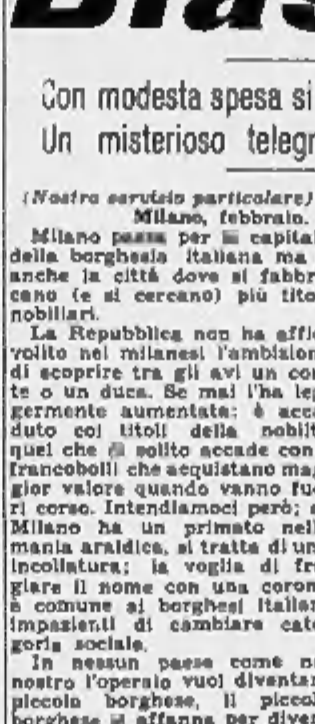 Con modesta spesa si
Un misterioso telegr
(Nostro servizio particolare)
Milano, febbraio.
Milano passa per capital
della borghesia italiana ma
anche la città dove si fabbr
cano (e si cercano) più tito
nobiliari.
La Repubblica non ha affie
volito nei milanesi l'ambizion
di scoprire tra gli avi un con
te o un duca. Se mai l'ha leg
germente aumentata: è acca
duto coi titoli della nobilt
quel che solito accade con
francobolli che acquistano mag
gior valore quando vanno fuo
ri corso. Intendiamoci però; s
Milano ha un primato nell
mania araldica, si tratta di un
incollatura; la voglia di fre
giare il nome con una coron
è comune ai borghesi italian
impazienti di cambiare cate
goria sociale.
In nessun paese come n
nostro l'operaio vuol diventar
piccolo borghese, il piccol
borghese affanna per diven